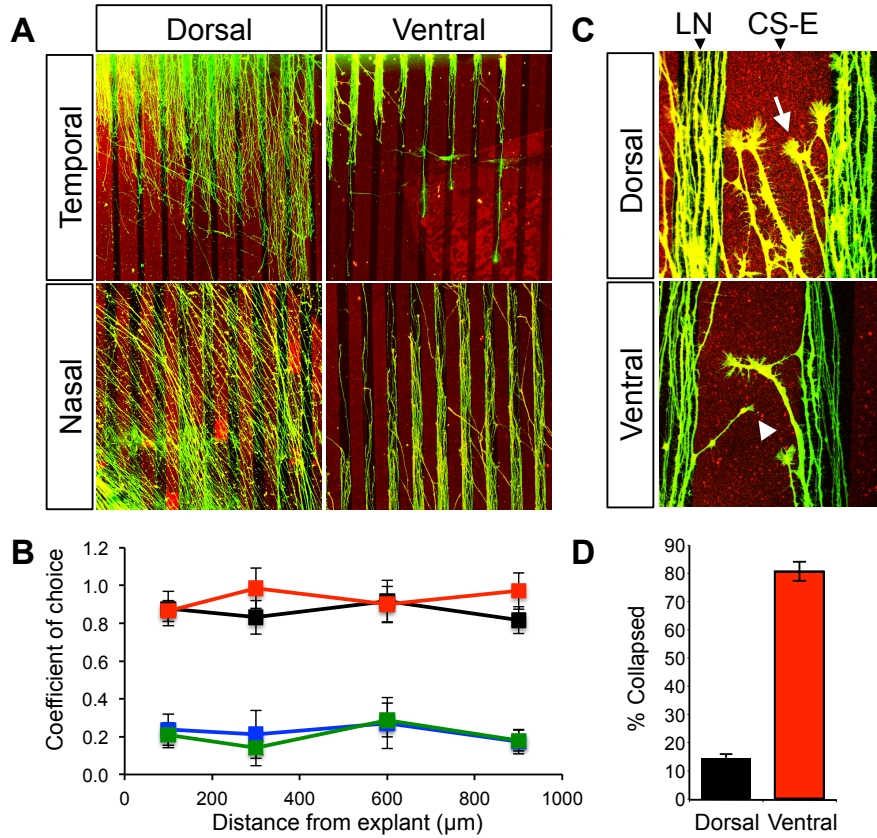 A
Dorsal
Ventral
Temporal
Nasal
C
LN
CS-E
Dorsal
Ventral
B
Coefficient of choice
1.2
1.0
0.8
0.6
0.4
0.2
0.0
0
200
400
600
800
1000
Distance from explant (µm)
D
% Collapsed
90
80
70
60
50
40
30
20
10
0
Dorsal
Ventral